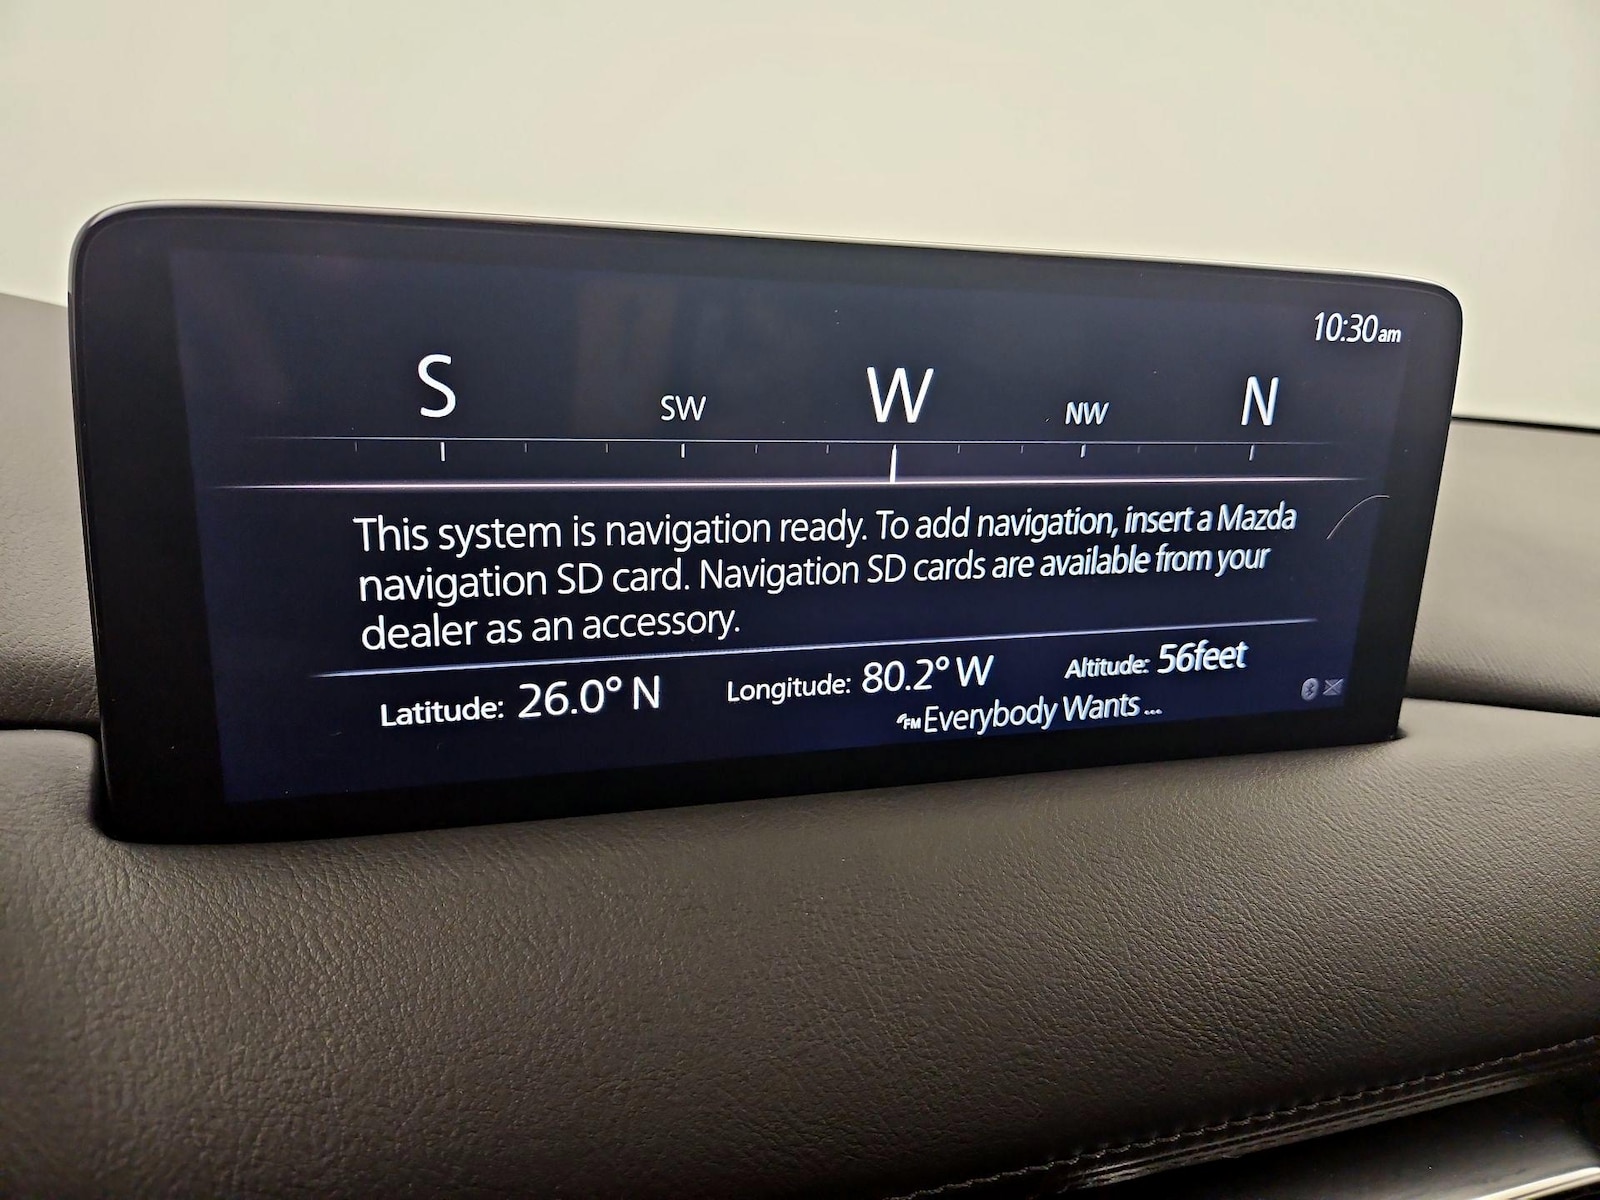 10:30am
S SW W NW N
This system is navigation ready. To add navigation, insert a Mazda
navigation SD card. Navigation SD cards are available from your
dealer as an accessory.
Latitude: 26.0° N Longitude: 80.2° W Altitude: 56feet
FM Everybody Wants ...